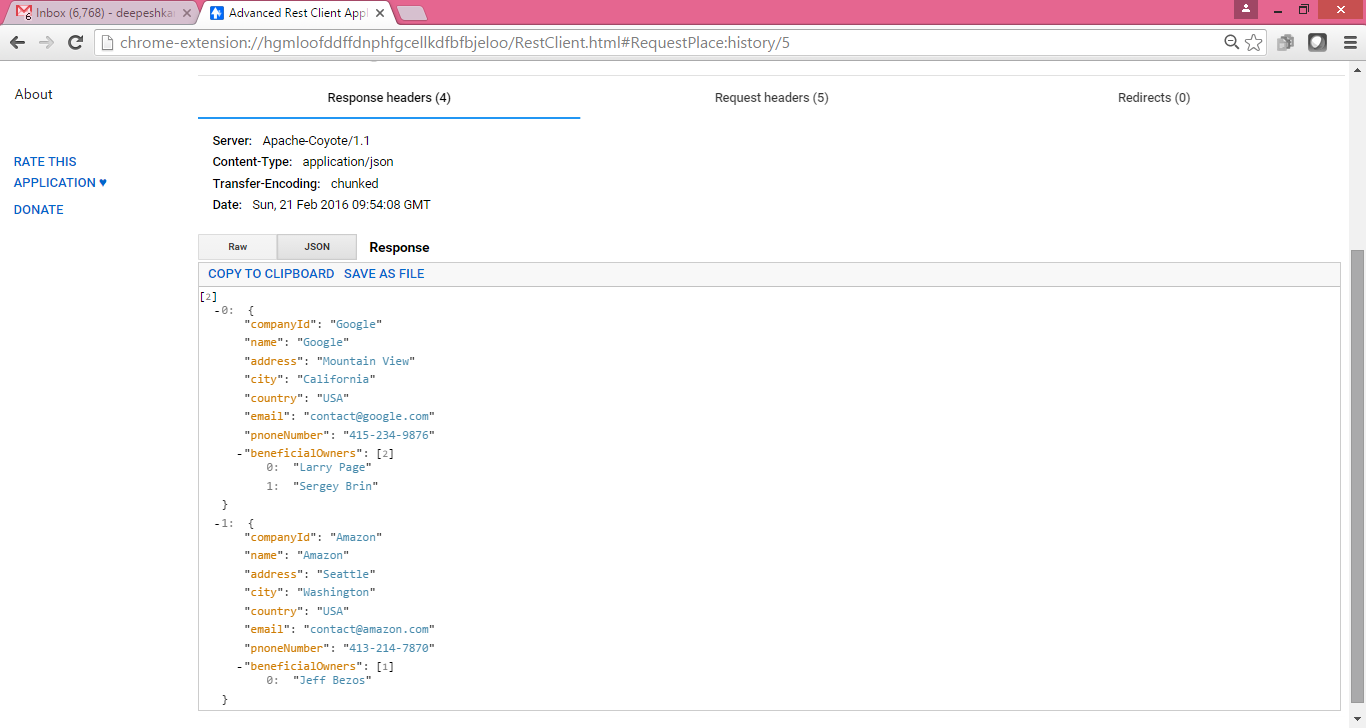 Inbox (6,768) - deepeshka
Advanced Rest Client Appl
chrome-extension://hgmloofddffdnphfgcellkdfbfbjeloo/RestClient.html#RequestPlace:history/5
About
RATE THIS
APPLICATION ♥
DONATE
Response headers (4) Request headers (5) Redirects (0)
Server: Apache-Coyote/1.1
Content-Type: application/json
Transfer-Encoding: chunked
Date: Sun, 21 Feb 2016 09:54:08 GMT
Raw JSON Response
COPY TO CLIPBOARD SAVE AS FILE
[2]
-0: {
"companyId": "Google"
"name": "Google"
"address": "Mountain View"
"city": "California"
"country": "USA"
"email": "contact@google.com"
"pnoneNumber": "415-234-9876"
-"beneficialOwners": [2]
0: "Larry Page"
1: "Sergey Brin"
}
-1: {
"companyId": "Amazon"
"name": "Amazon"
"address": "Seattle"
"city": "Washington"
"country": "USA"
"email": "contact@amazon.com"
"pnoneNumber": "413-214-7870"
-"beneficialOwners": [1]
0: "Jeff Bezos"
}